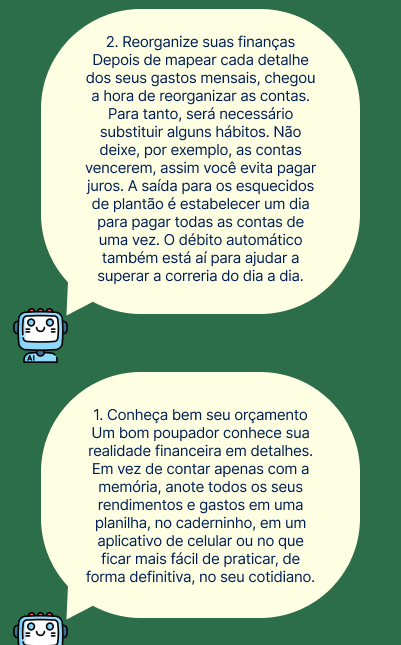 2. Reorganize suas finanças
Depois de mapear cada detalhe
dos seus gastos mensais, chegou
a hora de reorganizar as contas.
Para tanto, será necessário
substituir alguns hábitos. Não
deixe, por exemplo, as contas
vencerem, assim você evita pagar
juros. A saída para os esquecidos
de plantão é estabelecer um dia
para pagar todas as contas de
uma vez. O débito automático
também está aí para ajudar a
superar a correria do dia a dia.
AI
1. Conheça bem seu orçamento
Um bom poupador conhece sua
realidade financeira em detalhes.
Em vez de contar apenas com a
memória, anote todos os seus
rendimentos e gastos em uma
planilha, no caderninho, em um
aplicativo de celular ou no que
ficar mais fácil de praticar, de
forma definitiva, no seu cotidiano.